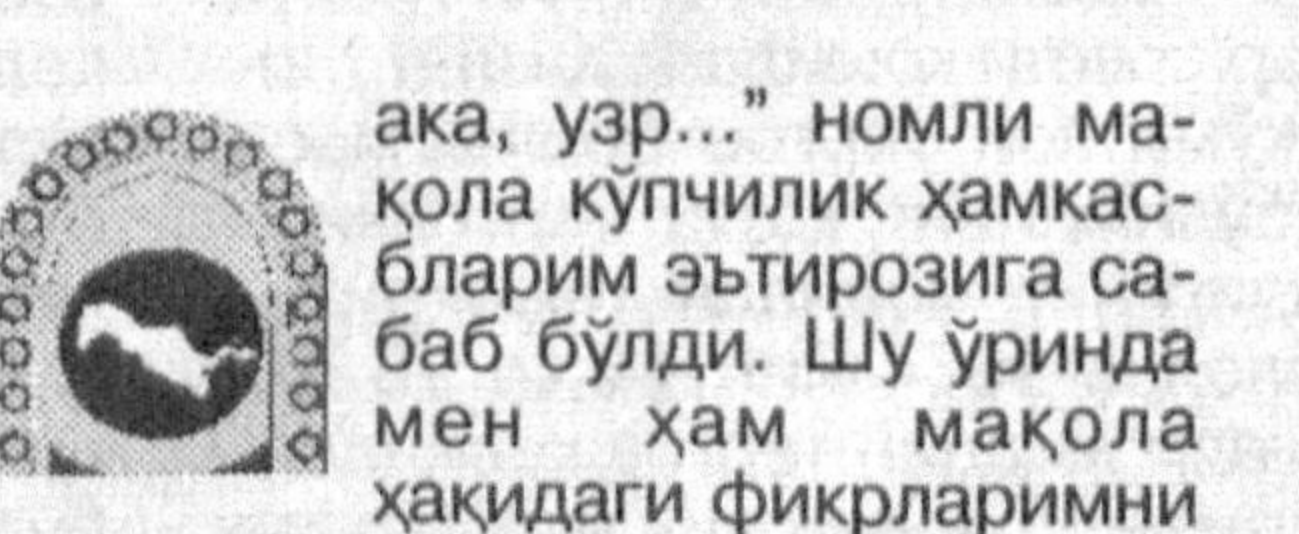 ака, узр...” номли ма-
қола кўпчилик ҳамкас-
бларим эътирозига са-
баб бўлди. Шу ўринда
мен ҳам мақола
ҳақидаги фикрларимни